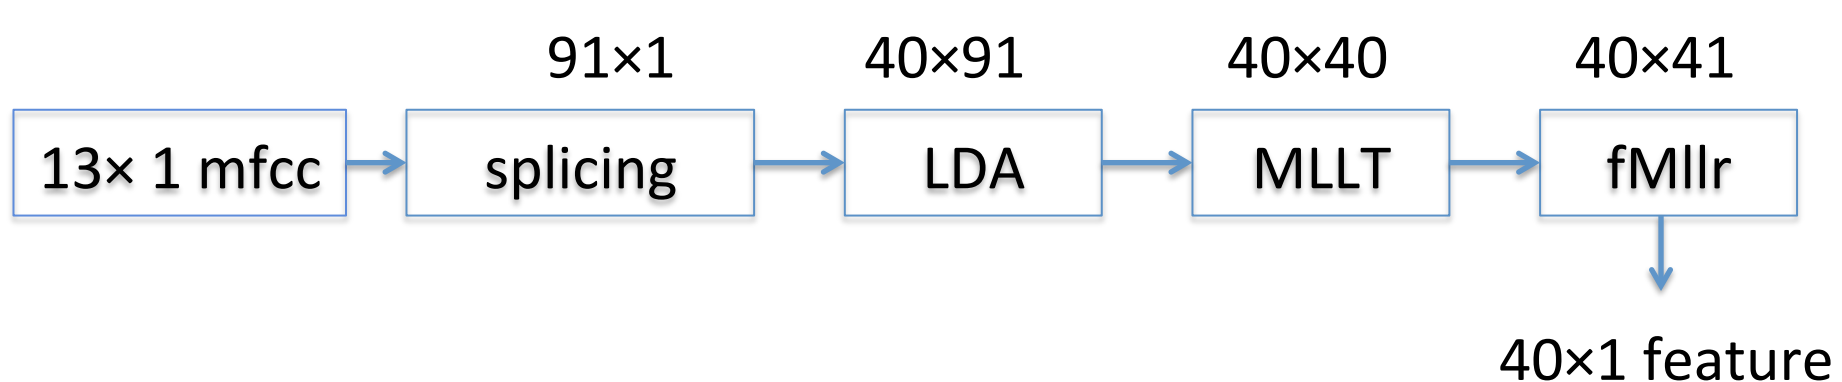 91×1 40×91 40×40 40×41
13× 1 mfcc splicing LDA MLLT fMllr
40×1 feature